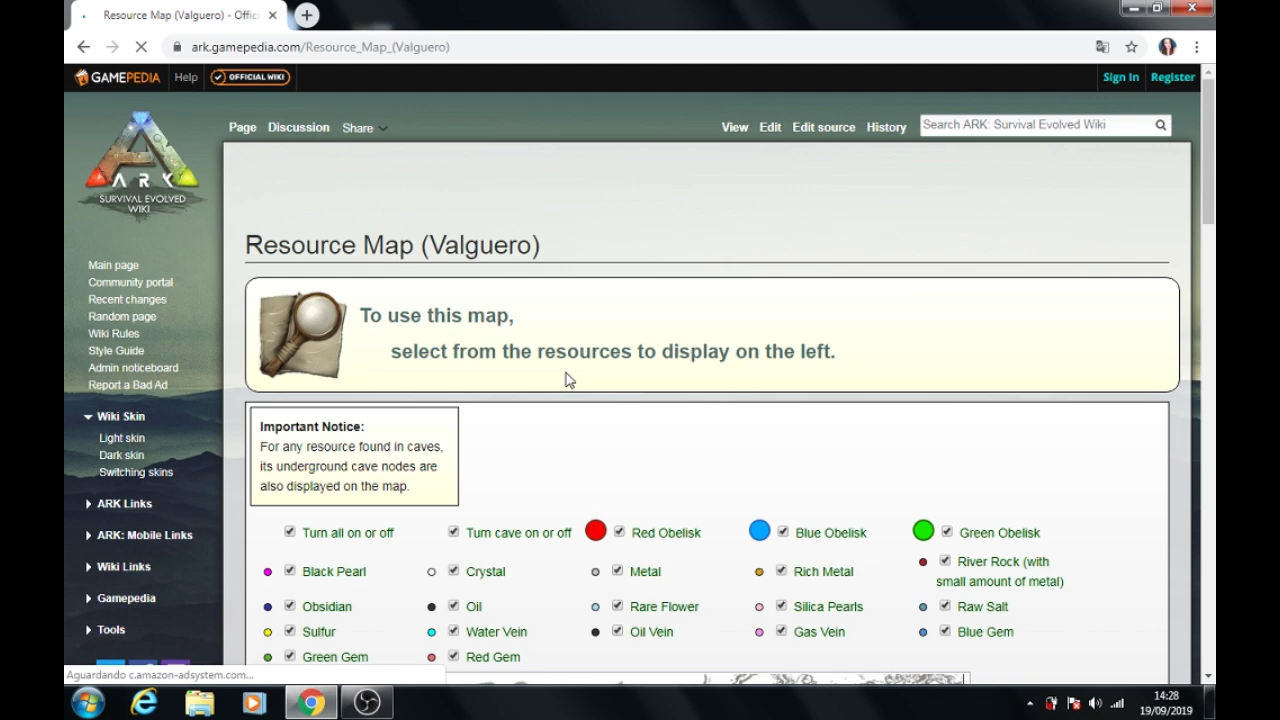 Resource Map (Valguero) - Offici
ark.gamepedia.com/Resource_Map_(Valguero)
GAMEPEDIA
Help
OFFICIAL WIKI
Sign In
Register
Page
Discussion
Share
View
Edit
Edit source
History
Search ARK: Survival Evolved Wiki
ARK
SURVIVAL EVOLVED
WIKI
Main page
Community portal
Recent changes
Random page
Wiki Rules
Style Guide
Admin noticeboard
Report a Bad Ad
Wiki Skin
Light skin
Dark skin
Switching skins
ARK Links
ARK: Mobile Links
Wiki Links
Gamepedia
Tools
Resource Map (Valguero)
To use this map,
select from the resources to display on the left.
Important Notice:
For any resource found in caves,
its underground cave nodes are
also displayed on the map.
Turn all on or off
Turn cave on or off
Red Obelisk
Blue Obelisk
Green Obelisk
Black Pearl
Crystal
Metal
Rich Metal
River Rock (with
small amount of metal)
Obsidian
Oil
Rare Flower
Silica Pearls
Raw Salt
Sulfur
Water Vein
Oil Vein
Gas Vein
Blue Gem
Green Gem
Red Gem
Aguardando c.amazon-adsystem.com...
14:28
19/09/2019